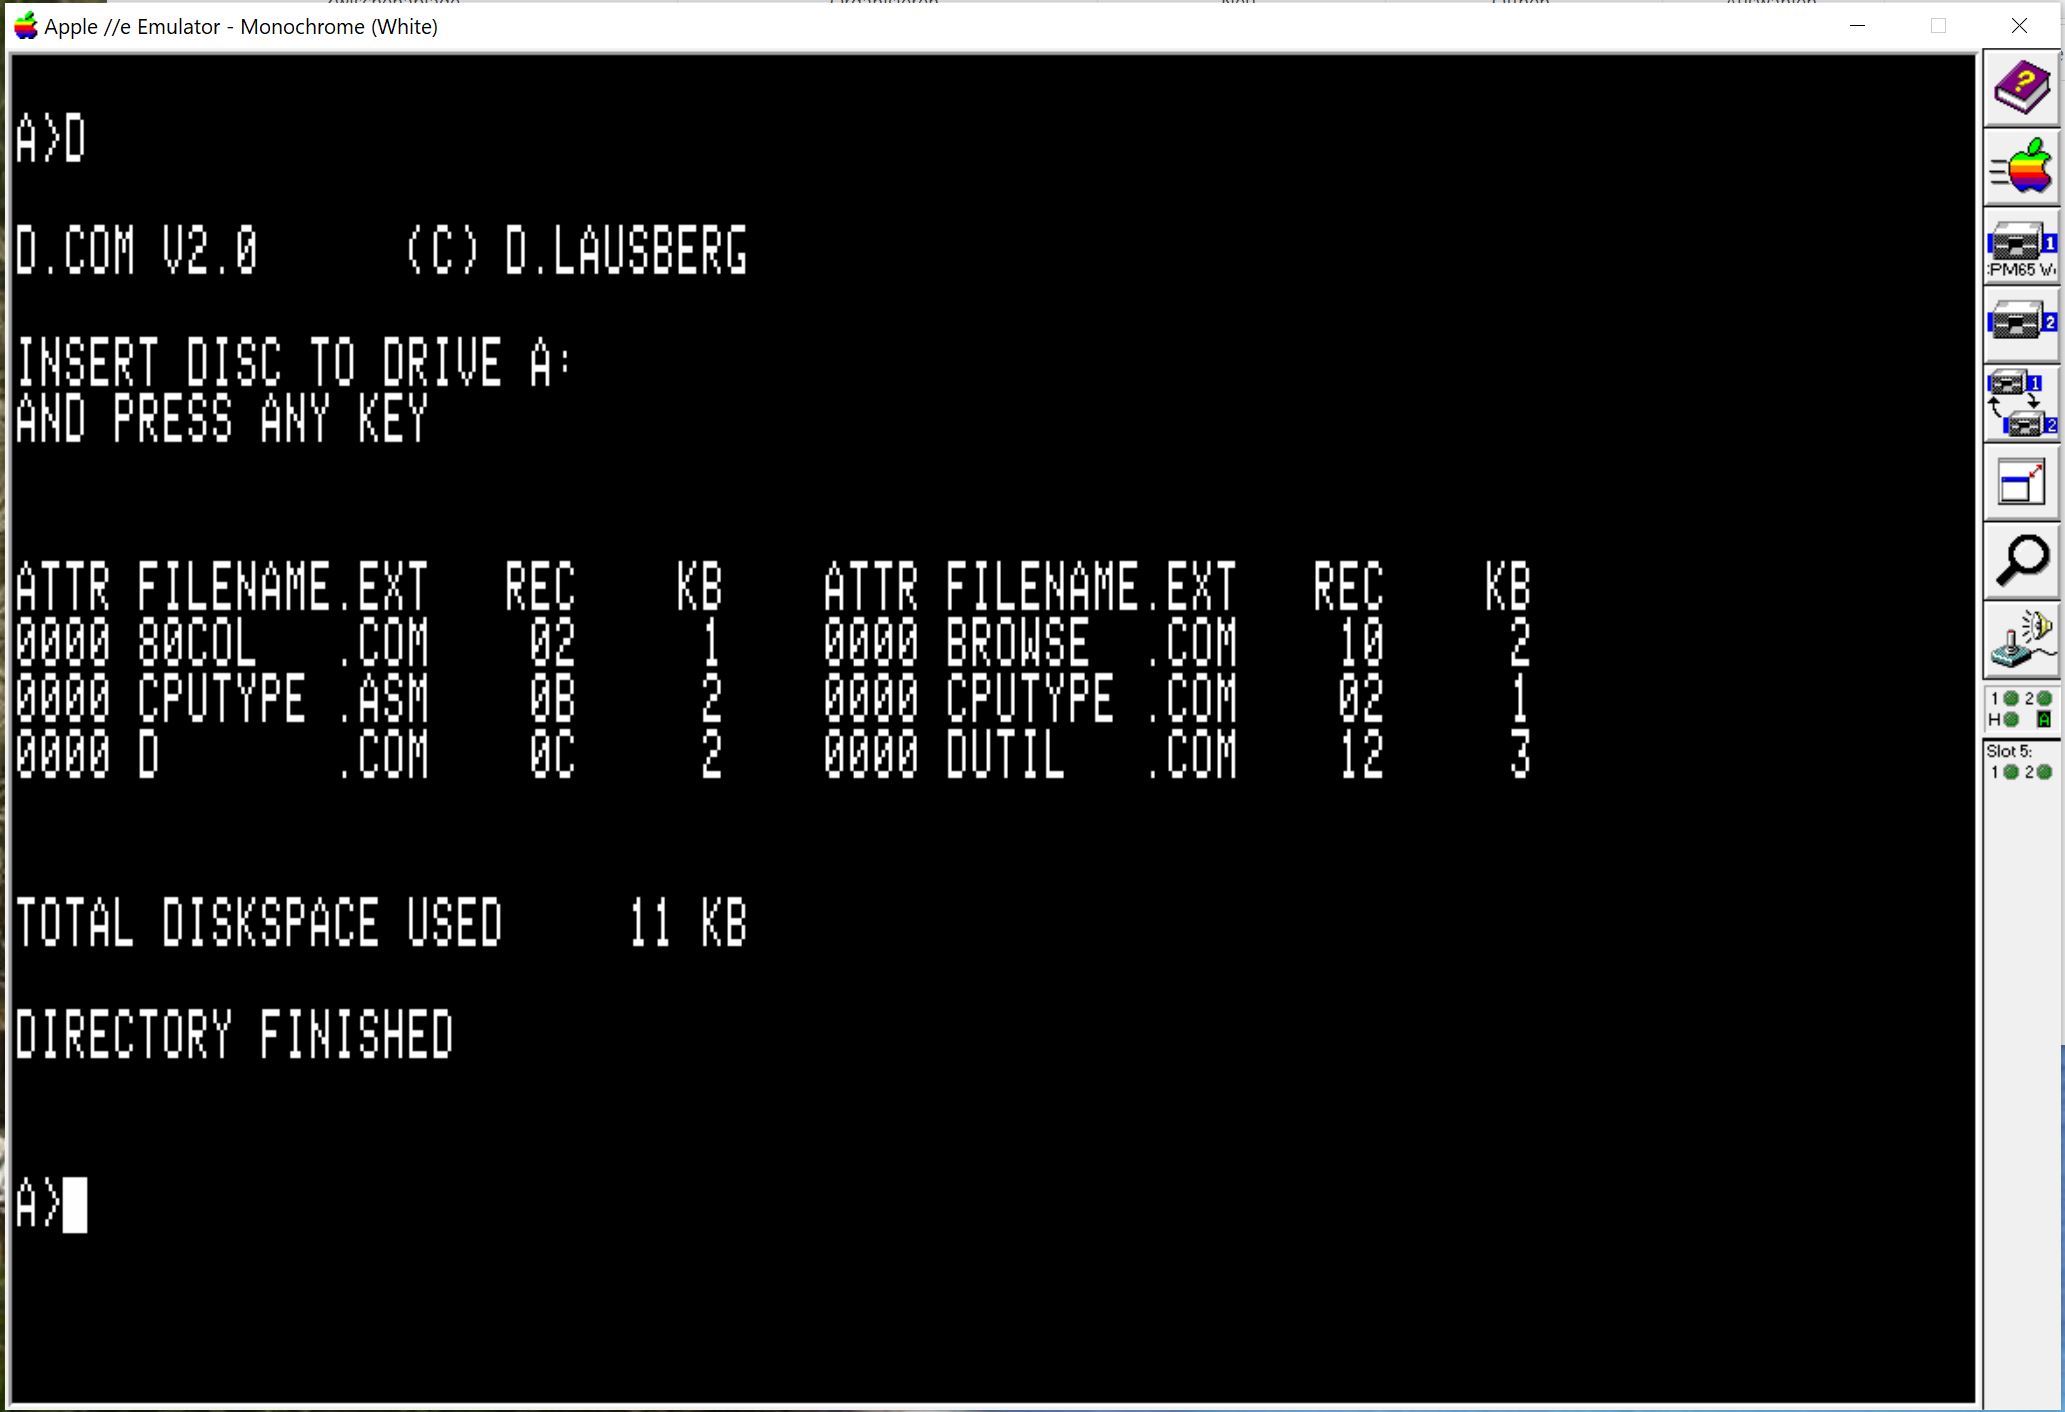 Apple //e Emulator - Monochrome (White)
A>D
D.COM V2.0      (C) D.LAUSBERG
INSERT DISC TO DRIVE A:
AND PRESS ANY KEY
ATTR FILENAME.EXT   REC    KB    ATTR FILENAME.EXT   REC    KB
0000 80COL   .COM    02     1    0000 BROWSE  .COM    10     2
0000 CPUTYPE .ASM    0B     2    0000 CPUTYPE .COM    02     1
0000 D       .COM    0C     2    0000 DUTIL   .COM    12     3
TOTAL DISKSPACE USED     11 KB
DIRECTORY FINISHED
A>
1
:PM65
2
1
2
1 2
H A
Slot 5:
1 2